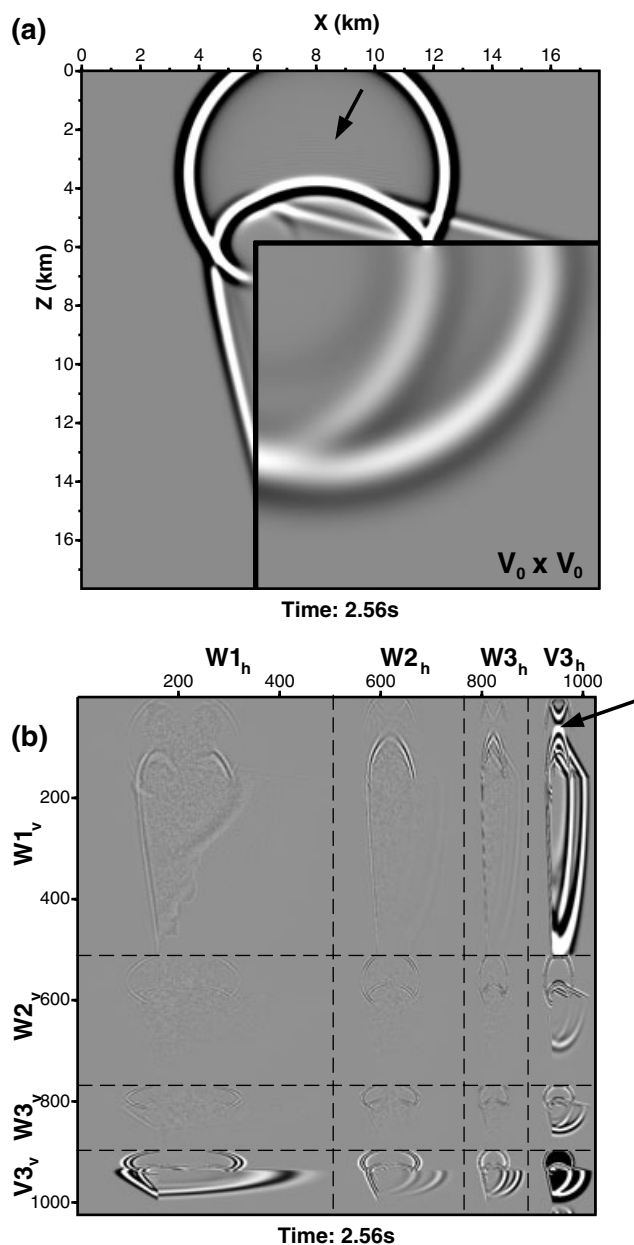 (a)
X (km)
0 2 4 6 8 10 12 14 16
Z (km)
0
2
4
6
8
10
12
14
16
V₀ x V₀
Time: 2.56s
W1ₕ W2ₕ W3ₕ V3ₕ
200 400 600 800 1000
(b)
W1ᵥ
200
400
W2ᵥ
600
W3ᵥ
800
V3ᵥ
1000
Time: 2.56s